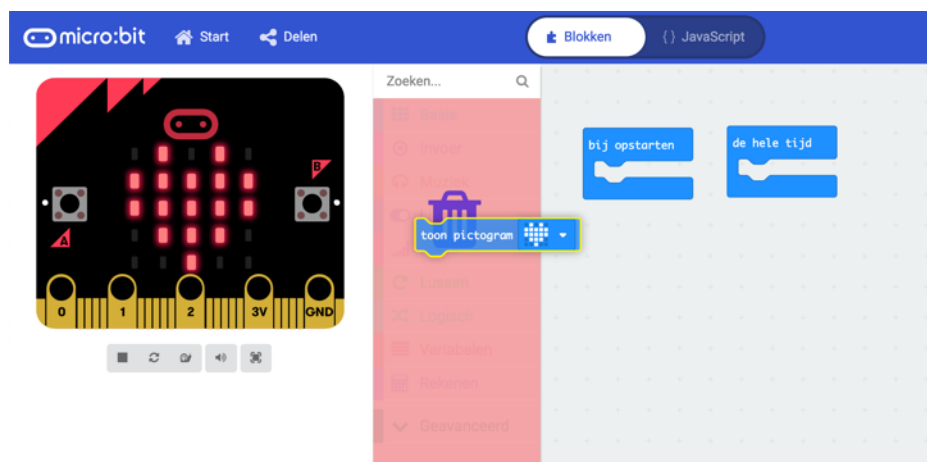 micro:bit Start Delen Blokken {} JavaScript
Zoeken...
Basis
Invoer
Muziek
bij opstarten
de hele tijd
toon pictogram
Lussen
Logisch
Variabelen
Rekenen
Geavanceerd
A
B
0 1 2 3V GND